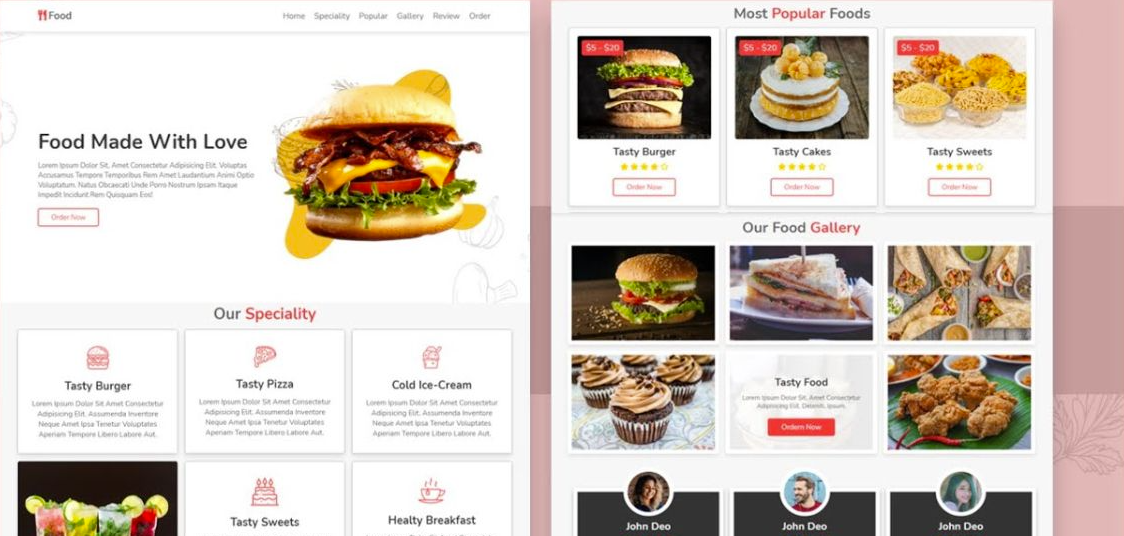 Food
Home Speciality Popular Gallery Review Order
Food Made With Love
Lorem Ipsum Dolor Sit, Amet Consectetur Adipisicing Elit. Voluptas
Accusamus Tempore Temporibus Rem Amet Laudantium Animi Optio
Voluptatum. Natus Obcaecati Unde Porro Nostrum Ipsam Itaque
Impedit Incidunt Rem Quisquam Eos!
Order Now
Our Speciality
Tasty Burger
Lorem Ipsum Dolor Sit Amet Consectetur
Adipisicing Elit. Assumenda Inventore
Neque Amet Ipsa Tenetur Voluptates
Aperiam Tempore Libero Labore Aut.
Tasty Pizza
Lorem Ipsum Dolor Sit Amet Consectetur
Adipisicing Elit. Assumenda Inventore
Neque Amet Ipsa Tenetur Voluptates
Aperiam Tempore Libero Labore Aut.
Cold Ice-Cream
Lorem Ipsum Dolor Sit Amet Consectetur
Adipisicing Elit. Assumenda Inventore
Neque Amet Ipsa Tenetur Voluptates
Aperiam Tempore Libero Labore Aut.
Tasty Sweets
Healty Breakfast
Most Popular Foods
$5 - $20
Tasty Burger
Order Now
$5 - $20
Tasty Cakes
Order Now
$5 - $20
Tasty Sweets
Order Now
Our Food Gallery
Tasty Food
Lorem Ipsum Dolor Sit Amet, Consectetur
Adipisicing Elit. Deleniti, Ipsum.
Ordern Now
John Deo
John Deo
John Deo